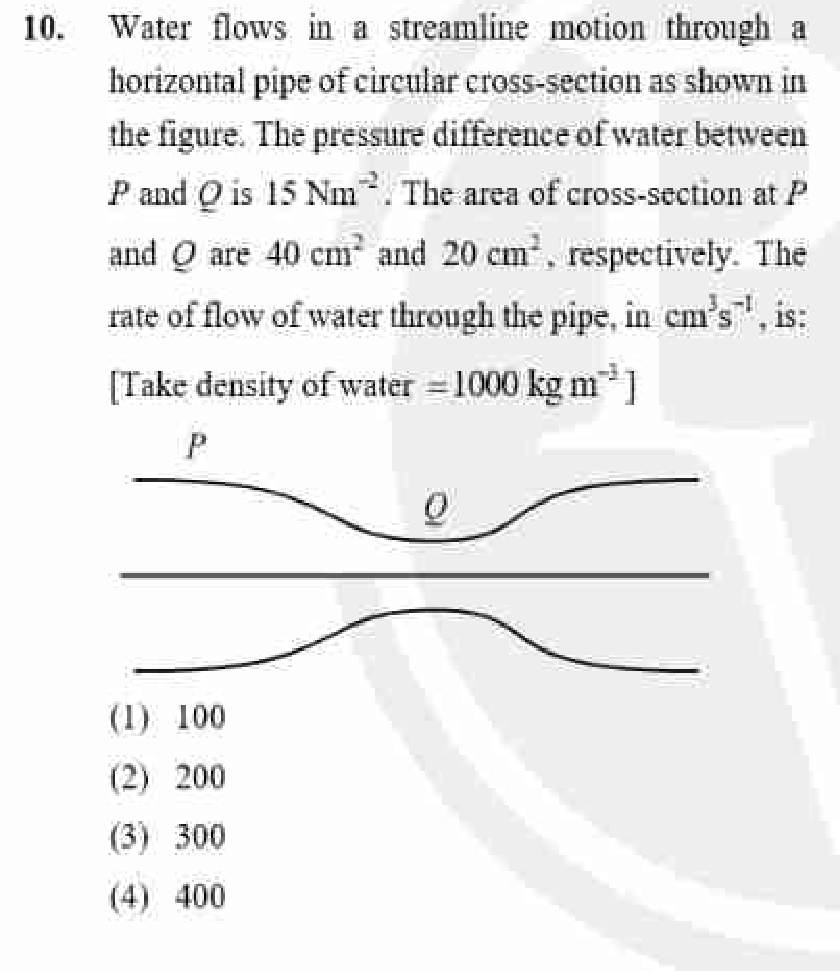 10. Water flows in a streamline motion through a
horizontal pipe of circular cross-section as shown in
the figure. The pressure difference of water between
P and Q is 15 Nm⁻². The area of cross-section at P
and Q are 40 cm² and 20 cm², respectively. The
rate of flow of water through the pipe, in cm³s⁻¹, is:
[Take density of water = 1000 kg m⁻³]
P
Q
(1) 100
(2) 200
(3) 300
(4) 400